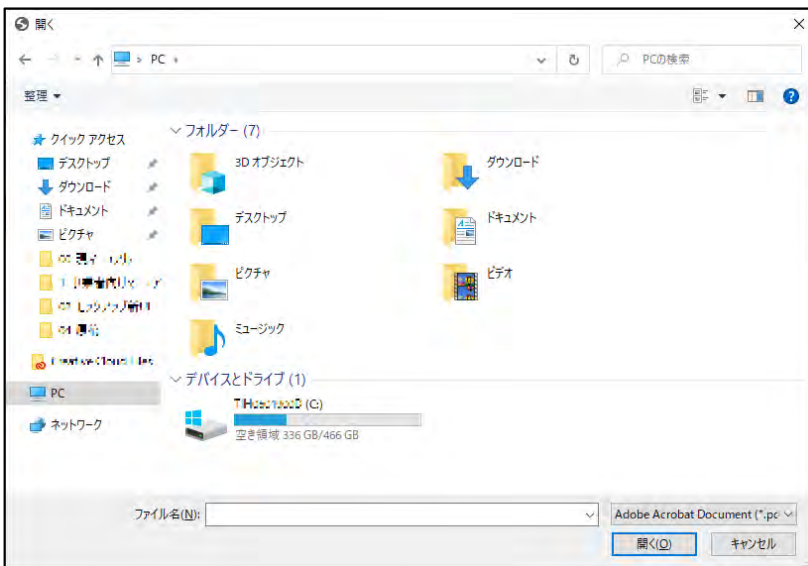 開く
PC
PCの検索
整理
クイック アクセス
デスクトップ
ダウンロード
ドキュメント
ピクチャ
Creative Cloud Files
PC
ネットワーク
フォルダー (7)
3D オブジェクト
ダウンロード
デスクトップ
ドキュメント
ピクチャ
ビデオ
ミュージック
デバイスとドライブ (1)
(C:)
空き領域 336 GB/466 GB
ファイル名(N):
Adobe Acrobat Document (*.pc
開く(O)
キャンセル